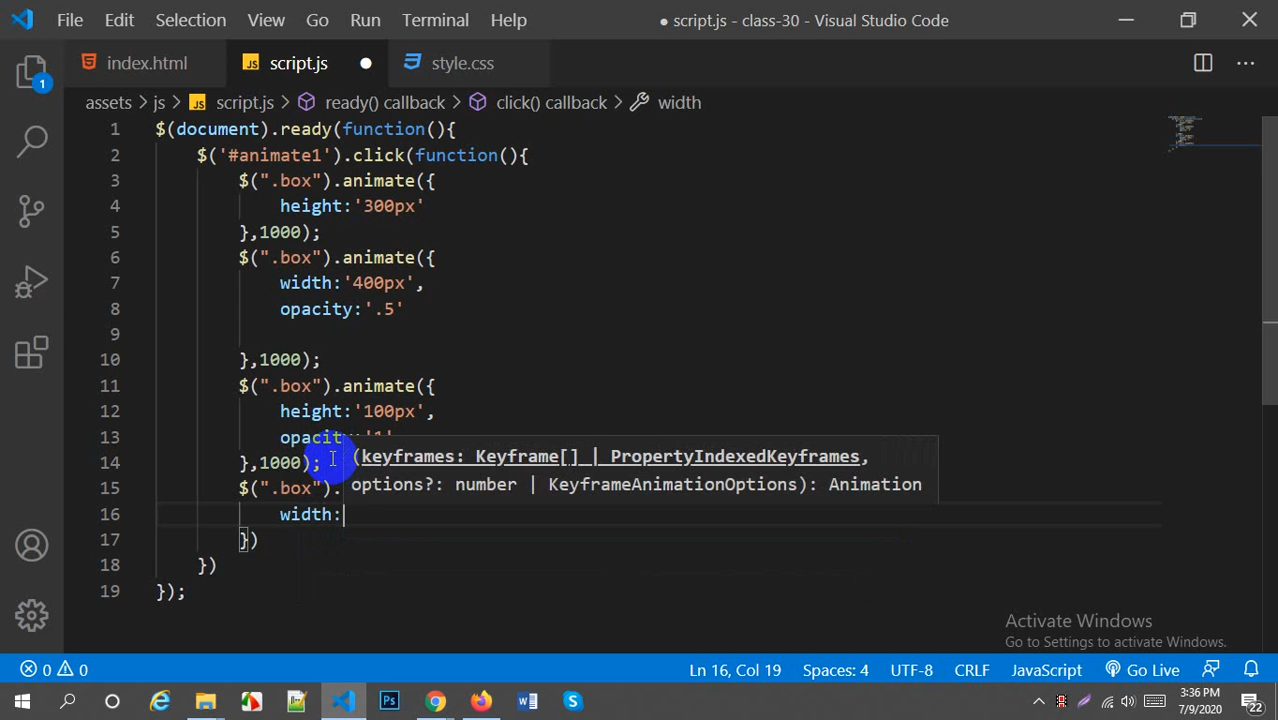 File Edit Selection View Go Run Terminal Help ● script.js - class-30 - Visual Studio Code
index.html JS script.js ● style.css
assets > js > JS script.js > ready() callback > click() callback > width
1 $(document).ready(function(){
2 $('#animate1').click(function(){
3 $(".box").animate({
4 height:'300px'
5 },1000);
6 $(".box").animate({
7 width:'400px',
8 opacity:'.5'
9
10 },1000);
11 $(".box").animate({
12 height:'100px',
13 opacity:'1'
14 },1000);
(keyframes: Keyframe[] | PropertyIndexedKeyframes,
options?: number | KeyframeAnimationOptions): Animation
15 $(".box").
16 width:
17 })
18 })
19 });
1
Activate Windows
Go to Settings to activate Windows.
0 0 Ln 16, Col 19 Spaces: 4 UTF-8 CRLF JavaScript Go Live
3:36 PM
7/9/2020
22